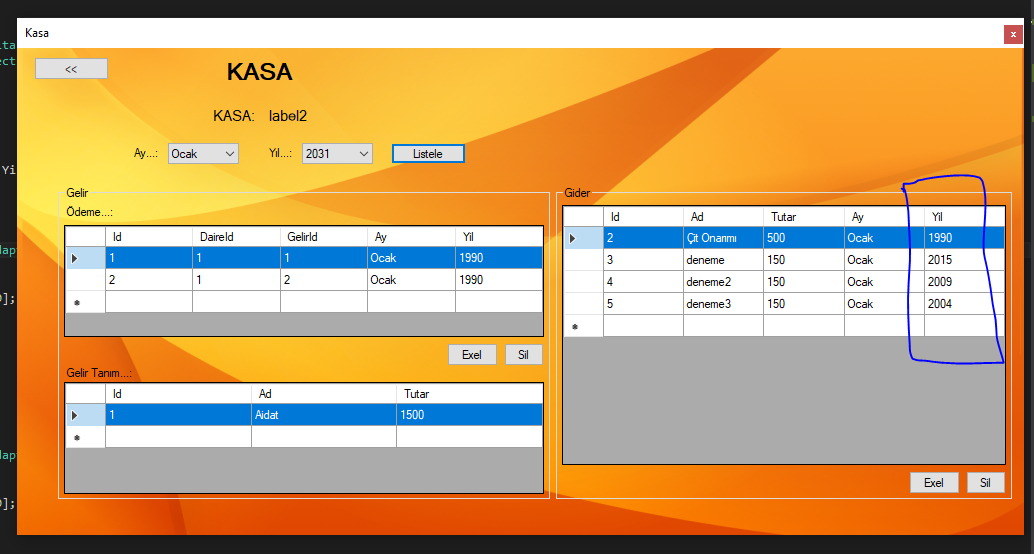 Kasa
x
<<
KASA
KASA: label2
Ay...: Ocak Yıl...: 2031 Listele
Gelir
Ödeme...:
Id DaireId GelirId Ay Yil
1 1 1 Ocak 1990
2 1 2 Ocak 1990
Exel Sil
Gelir Tanım...:
Id Ad Tutar
1 Aidat 1500
Gider
Id Ad Tutar Ay Yil
2 Çit Onarımı 500 Ocak 1990
3 deneme 150 Ocak 2015
4 deneme2 150 Ocak 2009
5 deneme3 150 Ocak 2004
Exel Sil